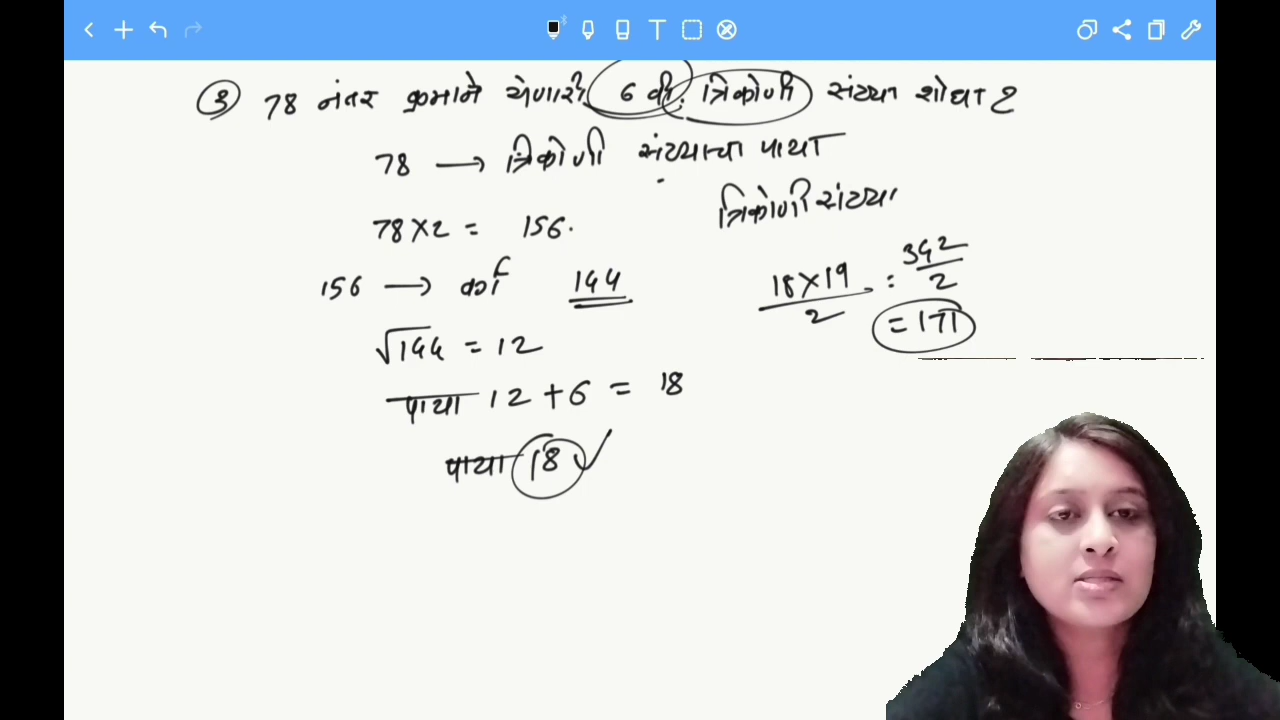 ३ 78 नंतर क्रमाने येणारी 6 वी त्रिकोणी संख्या शोधा ?
78 → त्रिकोणी संख्याचा पाया
त्रिकोणी संख्या
78×2 = 156.
156 → वर्ग 144
18×19/2 = 342/2
= 171
√144 = 12
पाया 12 + 6 = 18
पाया 18 ✓
T